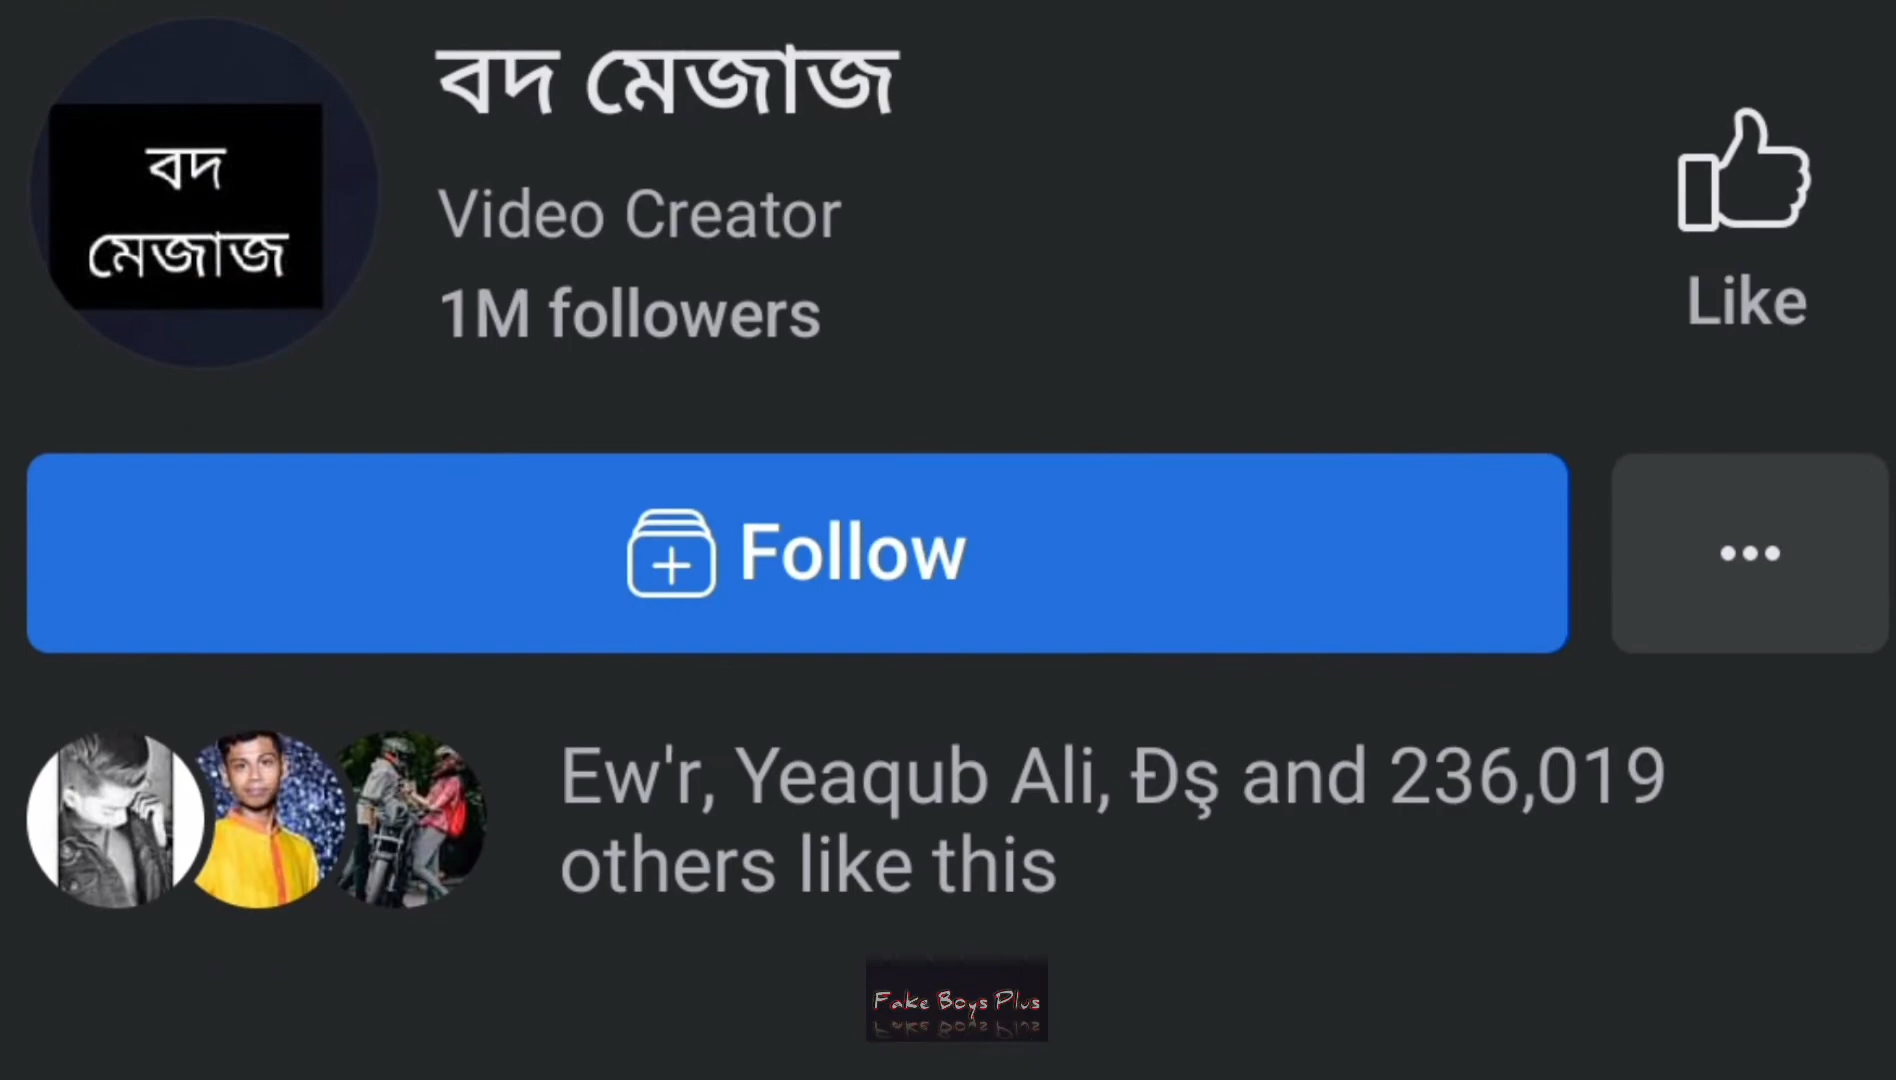 বদ
মেজাজ
বদ মেজাজ
Video Creator
1M followers
Like
Follow
Ew'r, Yeaqub Ali, Đş and 236,019
others like this
Fake Boys Plus